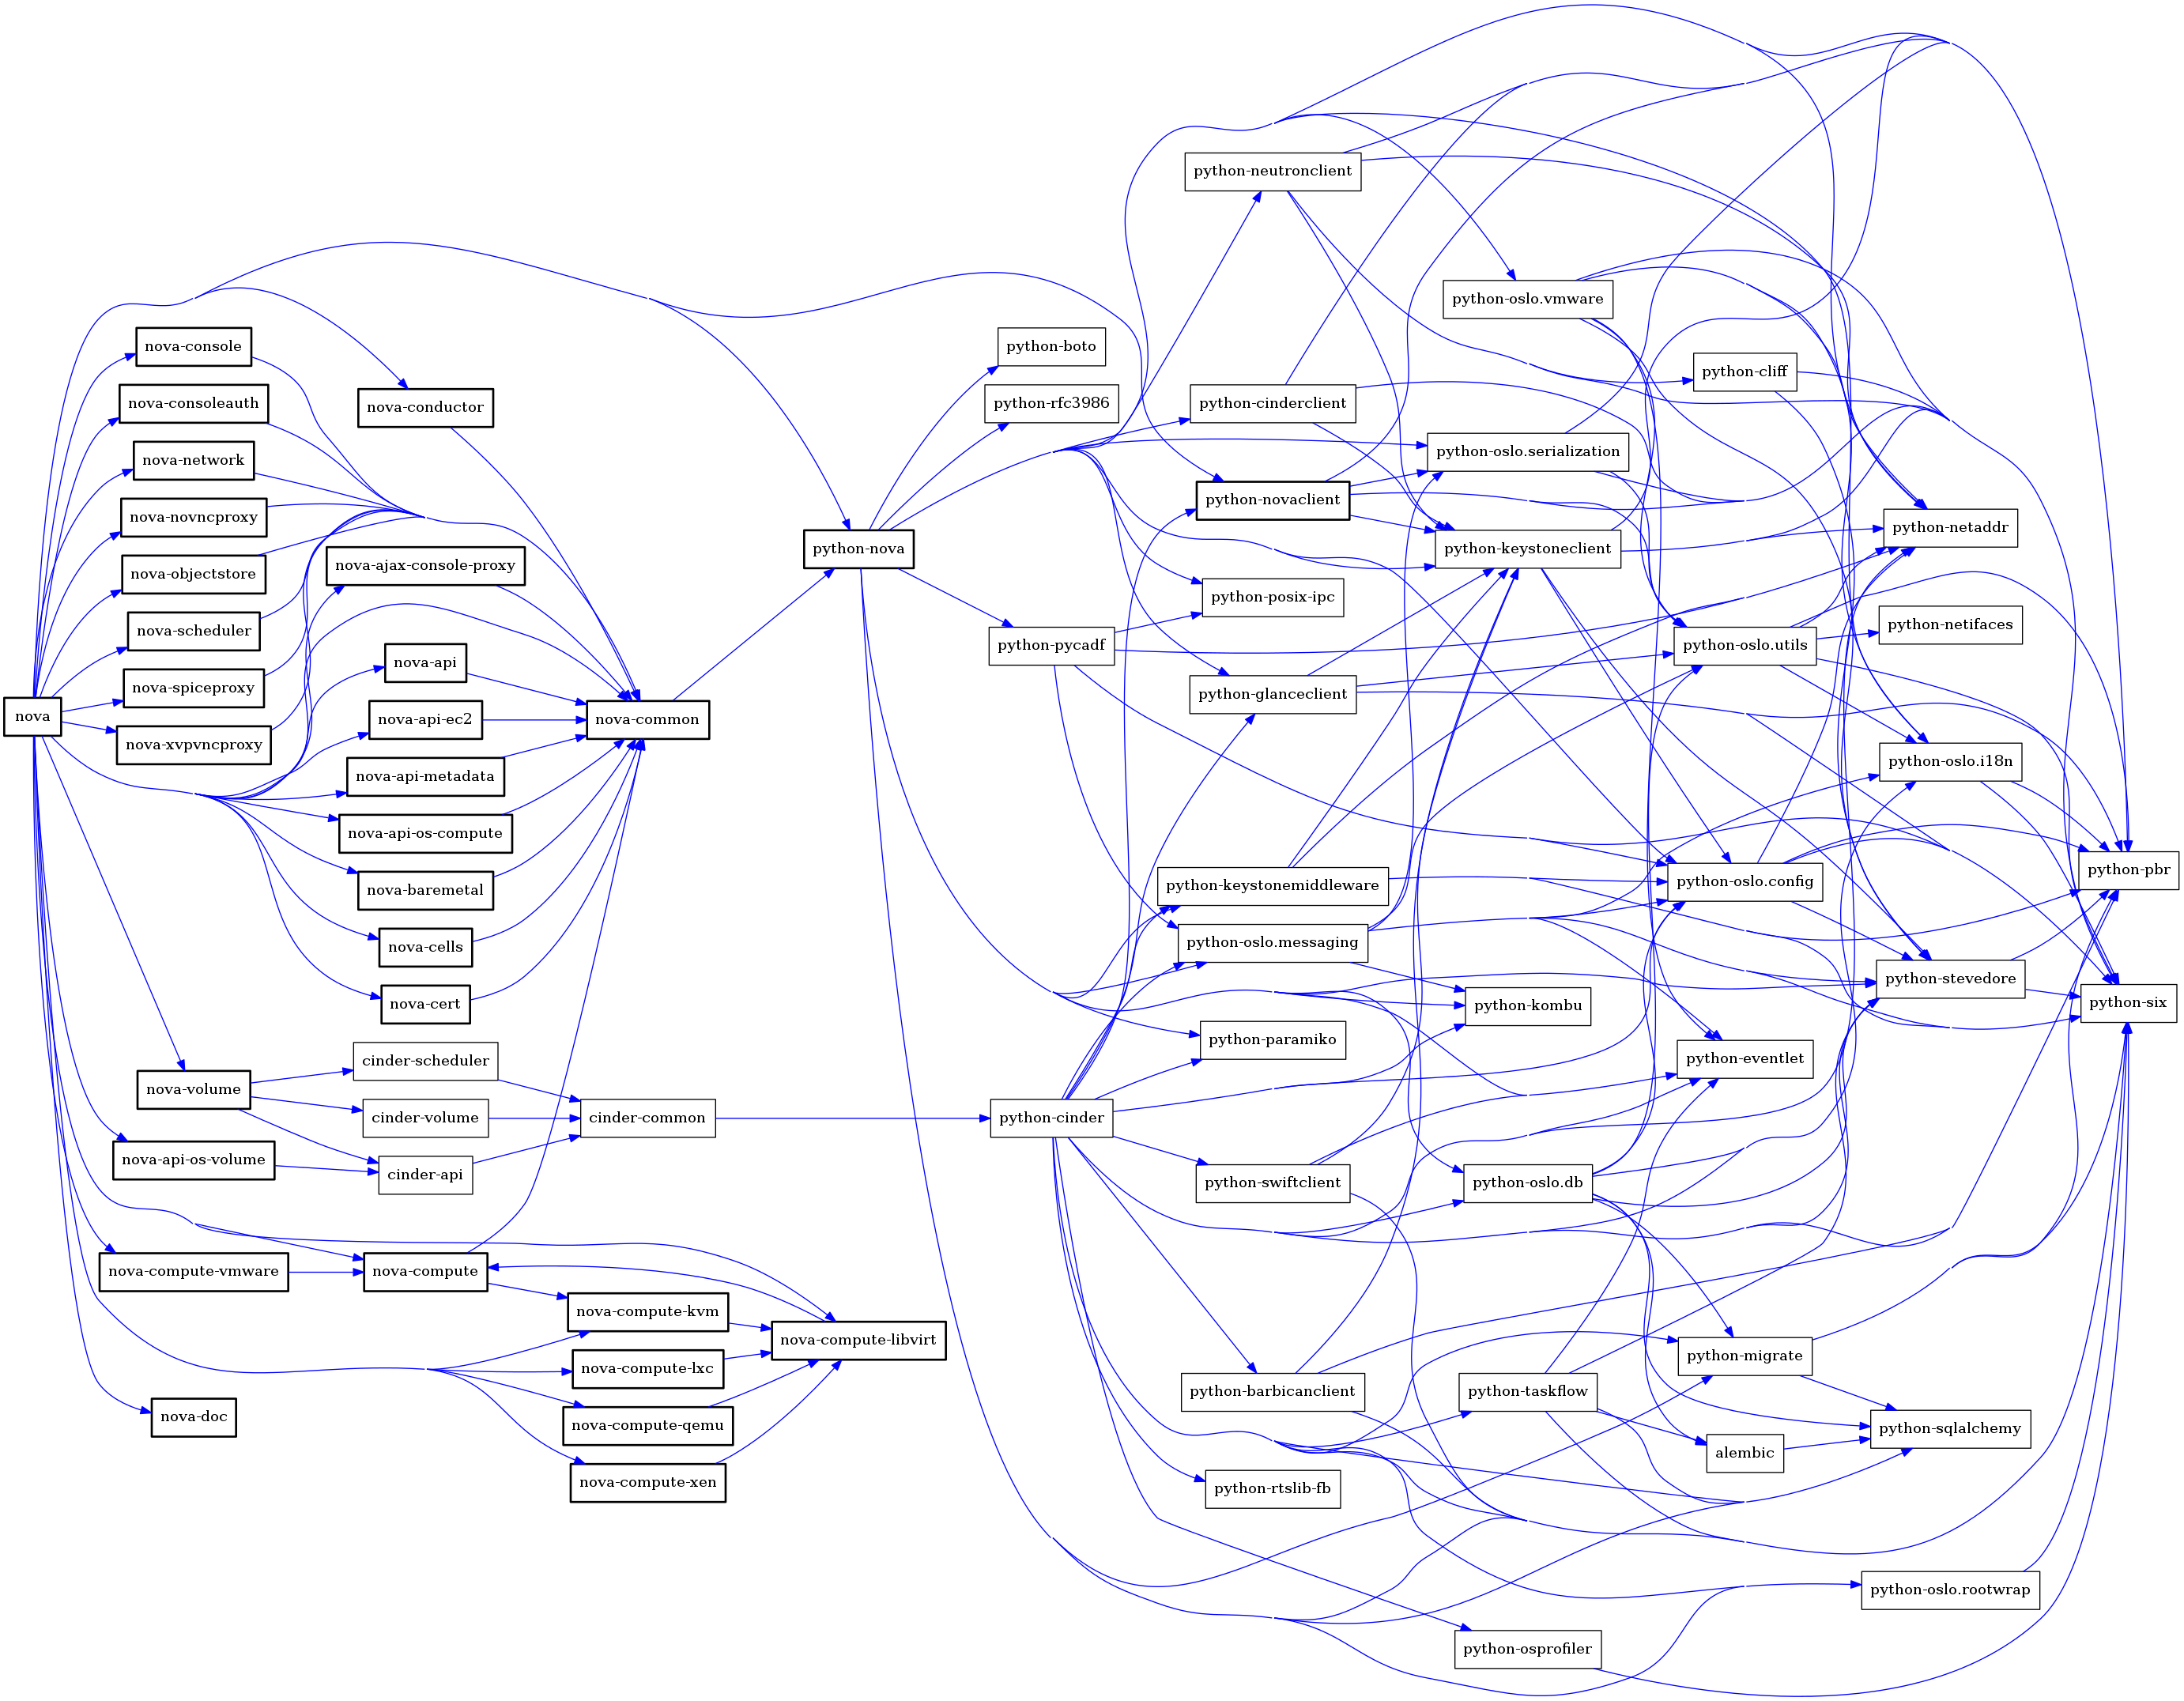 nova
nova-console
nova-consoleauth
nova-network
nova-novncproxy
nova-objectstore
nova-scheduler
nova-spiceproxy
nova-xvpvncproxy
nova-volume
nova-api-os-volume
nova-compute-vmware
nova-doc
nova-conductor
nova-ajax-console-proxy
nova-api
nova-api-ec2
nova-api-metadata
nova-api-os-compute
nova-baremetal
nova-cells
nova-cert
cinder-scheduler
cinder-volume
cinder-api
nova-compute
nova-common
cinder-common
nova-compute-kvm
nova-compute-lxc
nova-compute-qemu
nova-compute-xen
python-nova
nova-compute-libvirt
python-boto
python-rfc3986
python-pycadf
python-cinder
python-neutronclient
python-cinderclient
python-novaclient
python-posix-ipc
python-glanceclient
python-keystonemiddleware
python-oslo.messaging
python-paramiko
python-swiftclient
python-barbicanclient
python-rtslib-fb
python-oslo.vmware
python-oslo.serialization
python-keystoneclient
python-kombu
python-oslo.db
python-taskflow
python-osprofiler
python-cliff
python-oslo.utils
python-oslo.config
python-eventlet
python-migrate
alembic
python-netaddr
python-netifaces
python-oslo.i18n
python-stevedore
python-sqlalchemy
python-oslo.rootwrap
python-pbr
python-six